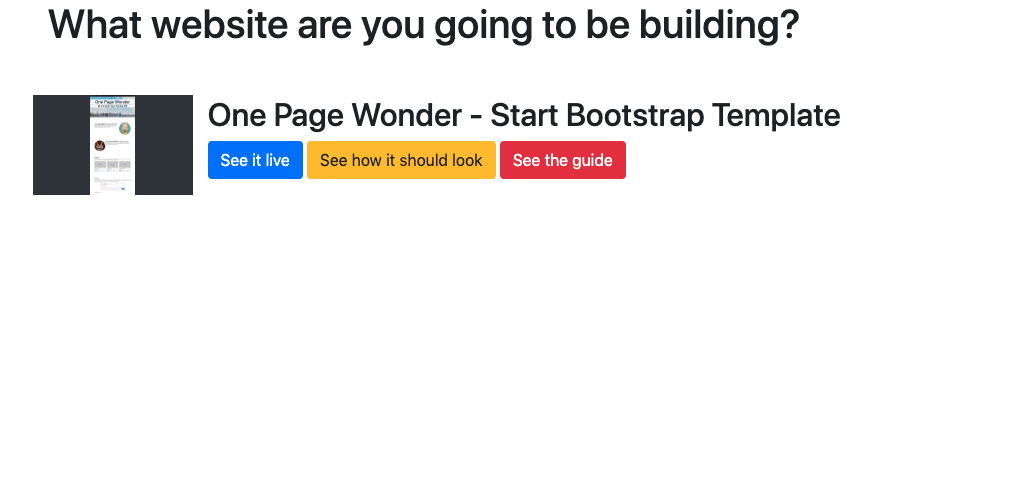 What website are you going to be building?
One Page Wonder
One Page Wonder - Start Bootstrap Template
See it live See how it should look See the guide